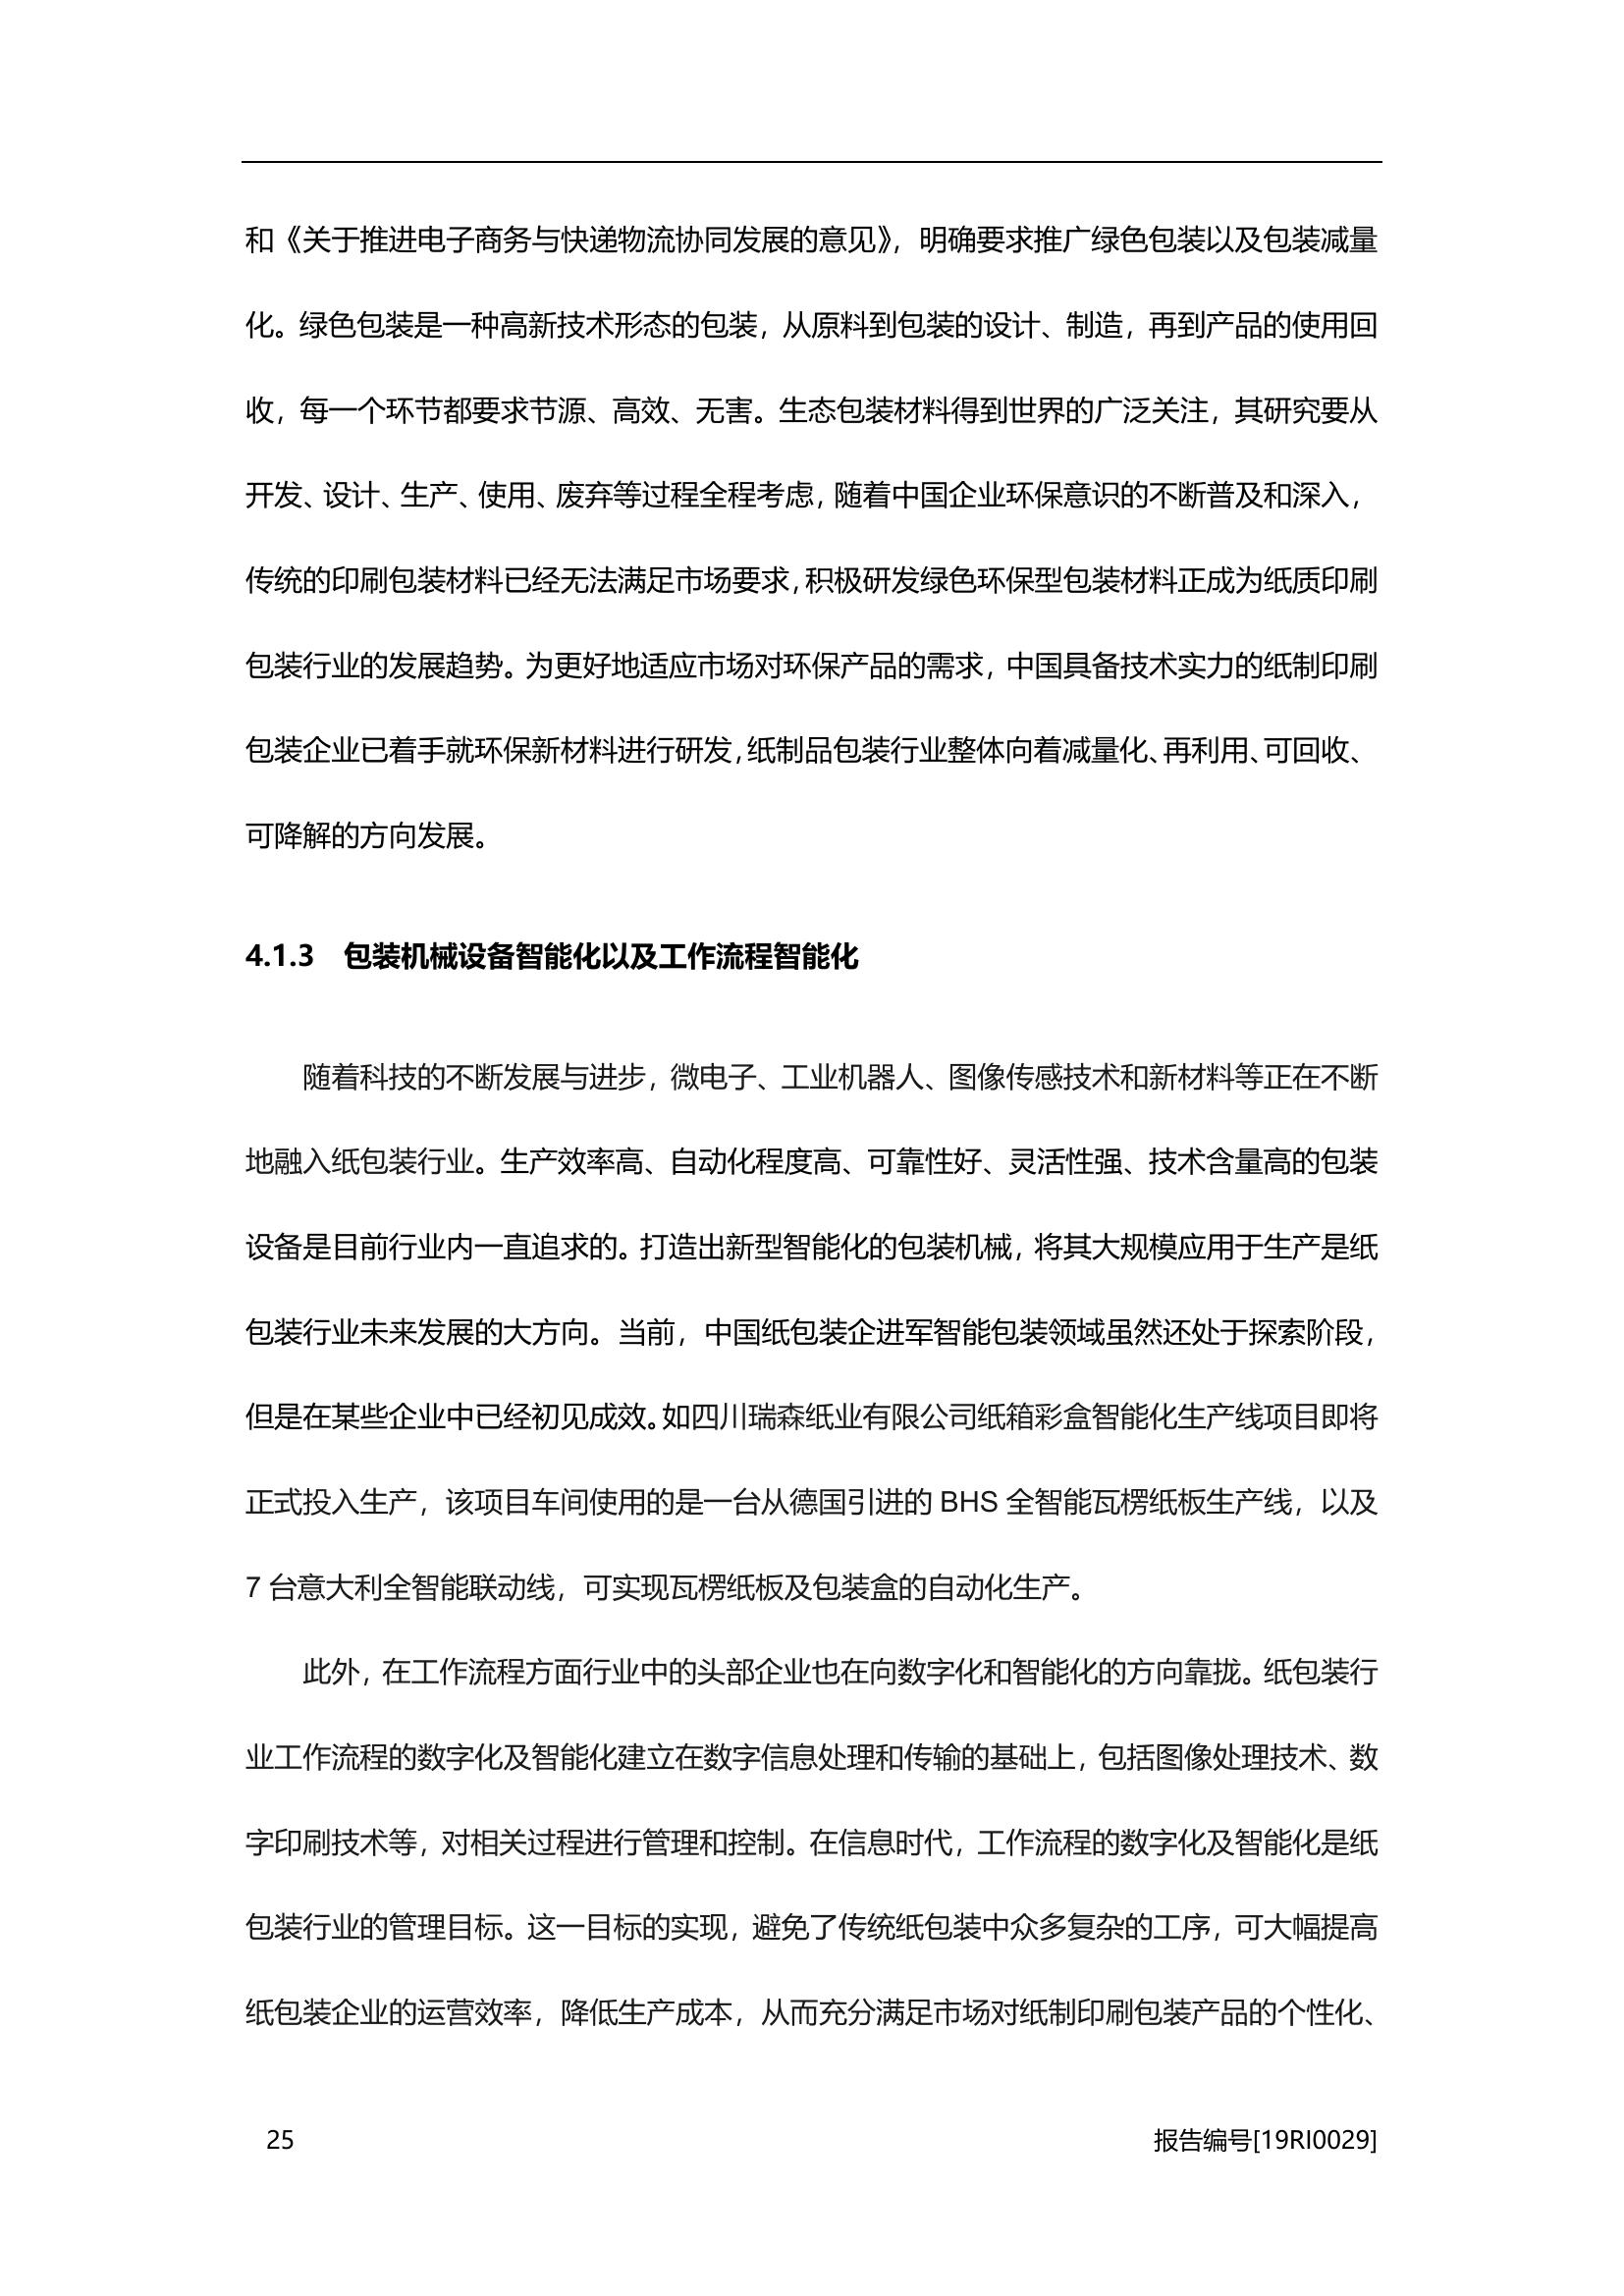 和《关于推进电子商务与快递物流协同发展的意见》，明确要求推广绿色包装以及包装减量
化。绿色包装是一种高新技术形态的包装，从原料到包装的设计、制造，再到产品的使用回
收，每一个环节都要求节源、高效、无害。生态包装材料得到世界的广泛关注，其研究要从
开发、设计、生产、使用、废弃等过程全程考虑，随着中国企业环保意识的不断普及和深入，
传统的印刷包装材料已经无法满足市场要求，积极研发绿色环保型包装材料正成为纸质印刷
包装行业的发展趋势。为更好地适应市场对环保产品的需求，中国具备技术实力的纸制印刷
包装企业已着手就环保新材料进行研发，纸制品包装行业整体向着减量化、再利用、可回收、
可降解的方向发展。
4.1.3 包装机械设备智能化以及工作流程智能化
随着科技的不断发展与进步，微电子、工业机器人、图像传感技术和新材料等正在不断
地融入纸包装行业。生产效率高、自动化程度高、可靠性好、灵活性强、技术含量高的包装
设备是目前行业内一直追求的。打造出新型智能化的包装机械，将其大规模应用于生产是纸
包装行业未来发展的大方向。当前，中国纸包装企进军智能包装领域虽然还处于探索阶段，
但是在某些企业中已经初见成效。如四川瑞森纸业有限公司纸箱彩盒智能化生产线项目即将
正式投入生产，该项目车间使用的是一台从德国引进的 BHS 全智能瓦楞纸板生产线，以及
7 台意大利全智能联动线，可实现瓦楞纸板及包装盒的自动化生产。
此外，在工作流程方面行业中的头部企业也在向数字化和智能化的方向靠拢。纸包装行
业工作流程的数字化及智能化建立在数字信息处理和传输的基础上，包括图像处理技术、数
字印刷技术等，对相关过程进行管理和控制。在信息时代，工作流程的数字化及智能化是纸
包装行业的管理目标。这一目标的实现，避免了传统纸包装中众多复杂的工序，可大幅提高
纸包装企业的运营效率，降低生产成本，从而充分满足市场对纸制印刷包装产品的个性化、
25 报告编号[19RI0029]